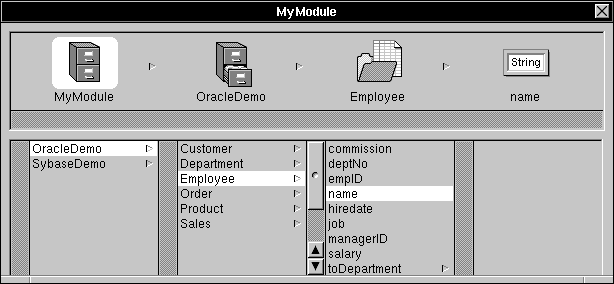 MyModule
String
MyModule
OracleDemo
Employee
name
OracleDemo
SybaseDemo
Customer
Department
Employee
Order
Product
Sales
commission
deptNo
empID
name
hiredate
job
managerID
salary
toDepartment